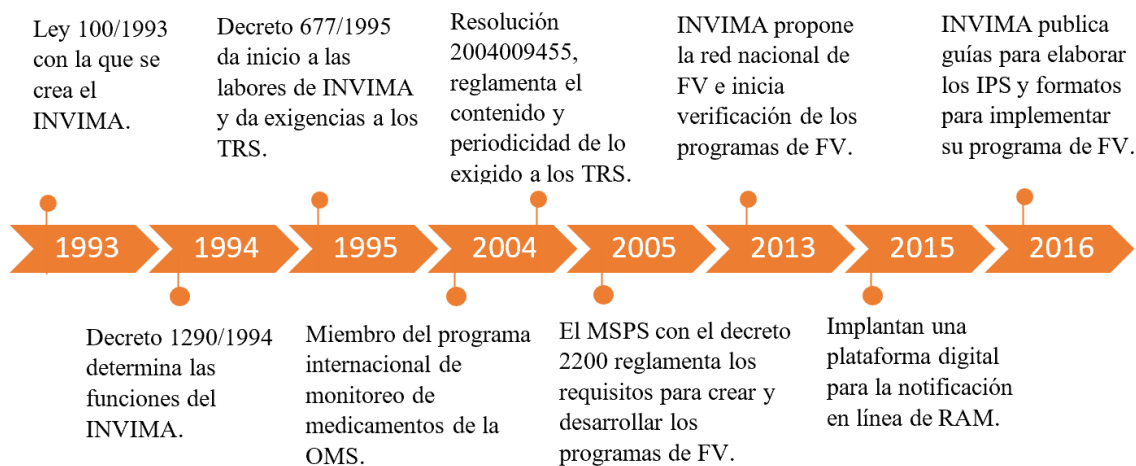 Ley 100/1993
con la que se
crea el
INVIMA.
Decreto 677/1995
da inicio a las
labores de INVIMA
y da exigencias a los
TRS.
Resolución
2004009455,
reglamenta el
contenido y
periodicidad de lo
exigido a los TRS.
INVIMA propone
la red nacional de
FV e inicia
verificación de los
programas de FV.
INVIMA publica
guías para elaborar
los IPS y formatos
para implementar
su programa de FV.
1993
1994
1995
2004
2005
2013
2015
2016
Decreto 1290/1994
determina las
funciones del
INVIMA.
Miembro del programa
internacional de
monitoreo de
medicamentos de la
OMS.
El MSPS con el decreto
2200 reglamenta los
requisitos para crear y
desarrollar los
programas de FV.
Implantan una
plataforma digital
para la notificación
en línea de RAM.